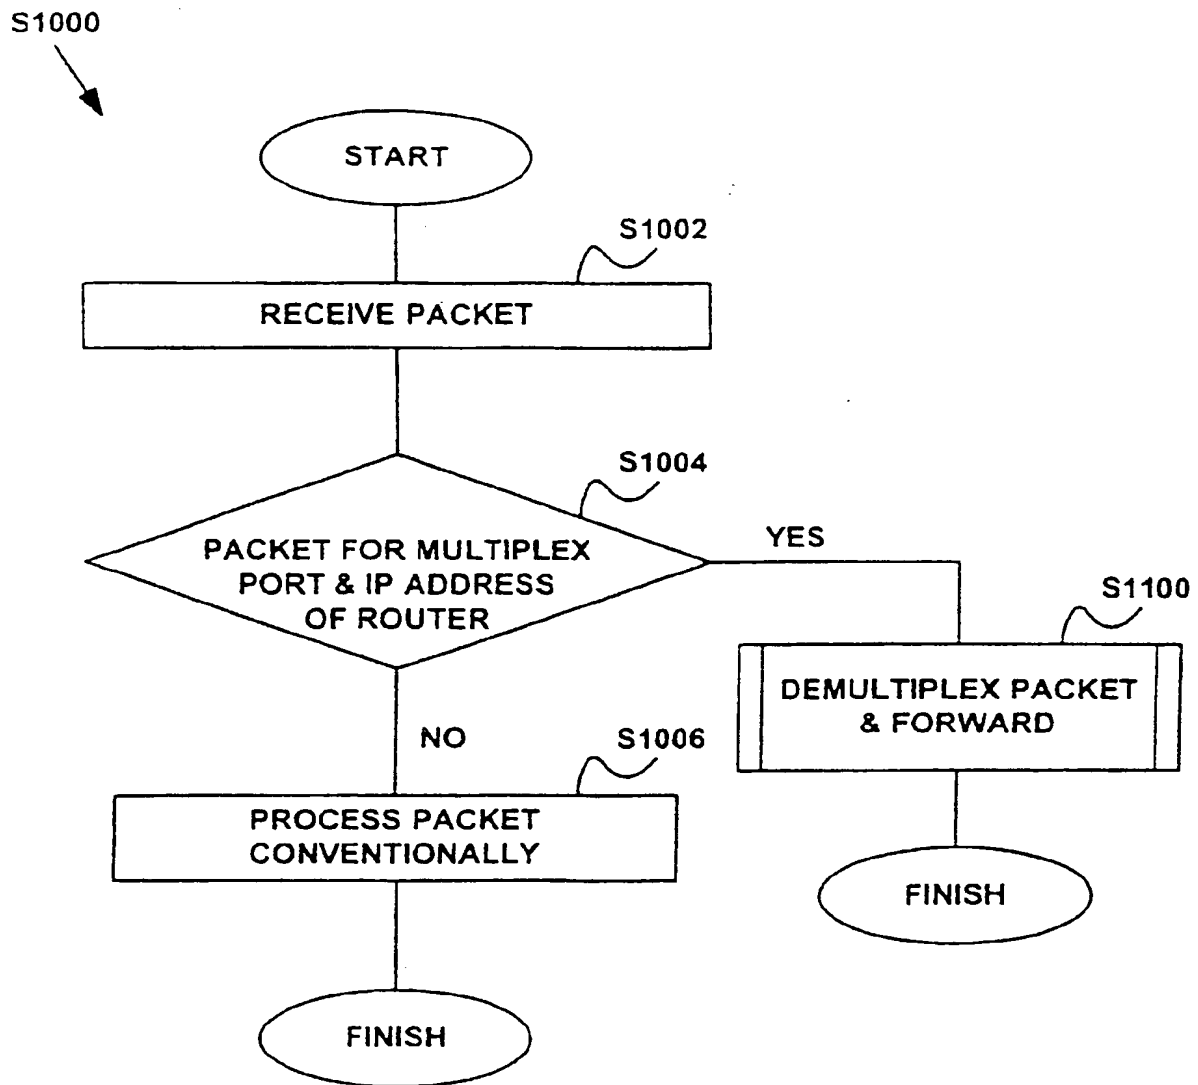 S1000
START
S1002
RECEIVE PACKET
S1004
PACKET FOR MULTIPLEX
PORT & IP ADDRESS
OF ROUTER
YES
S1100
DEMULTIPLEX PACKET
& FORWARD
NO
S1006
PROCESS PACKET
CONVENTIONALLY
FINISH
FINISH